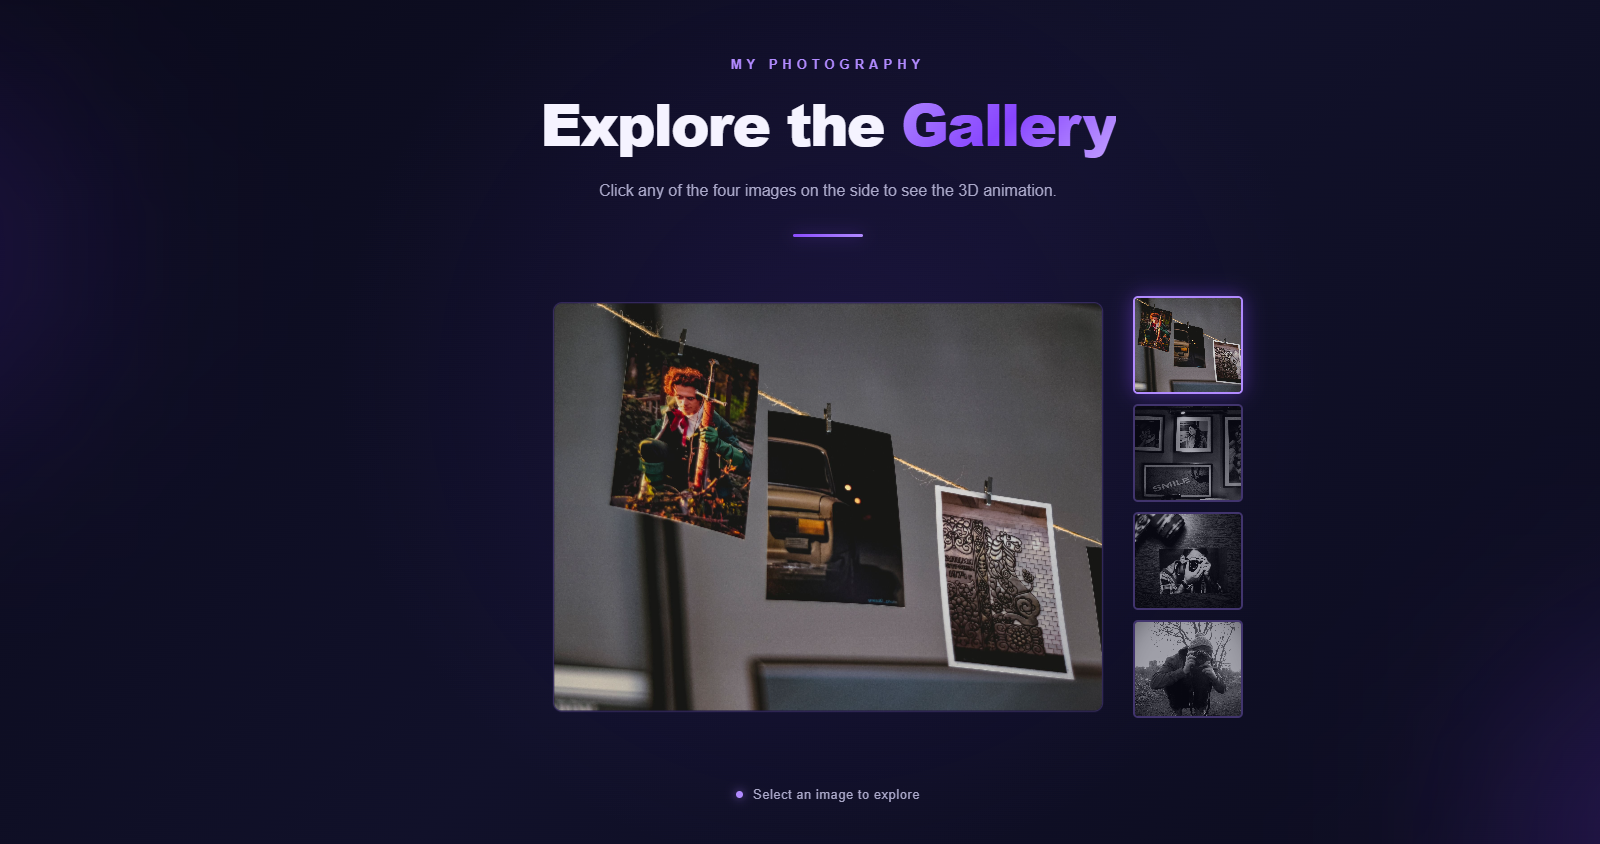 MY PHOTOGRAPHY
Explore the Gallery
Click any of the four images on the side to see the 3D animation.
SMILE
Select an image to explore